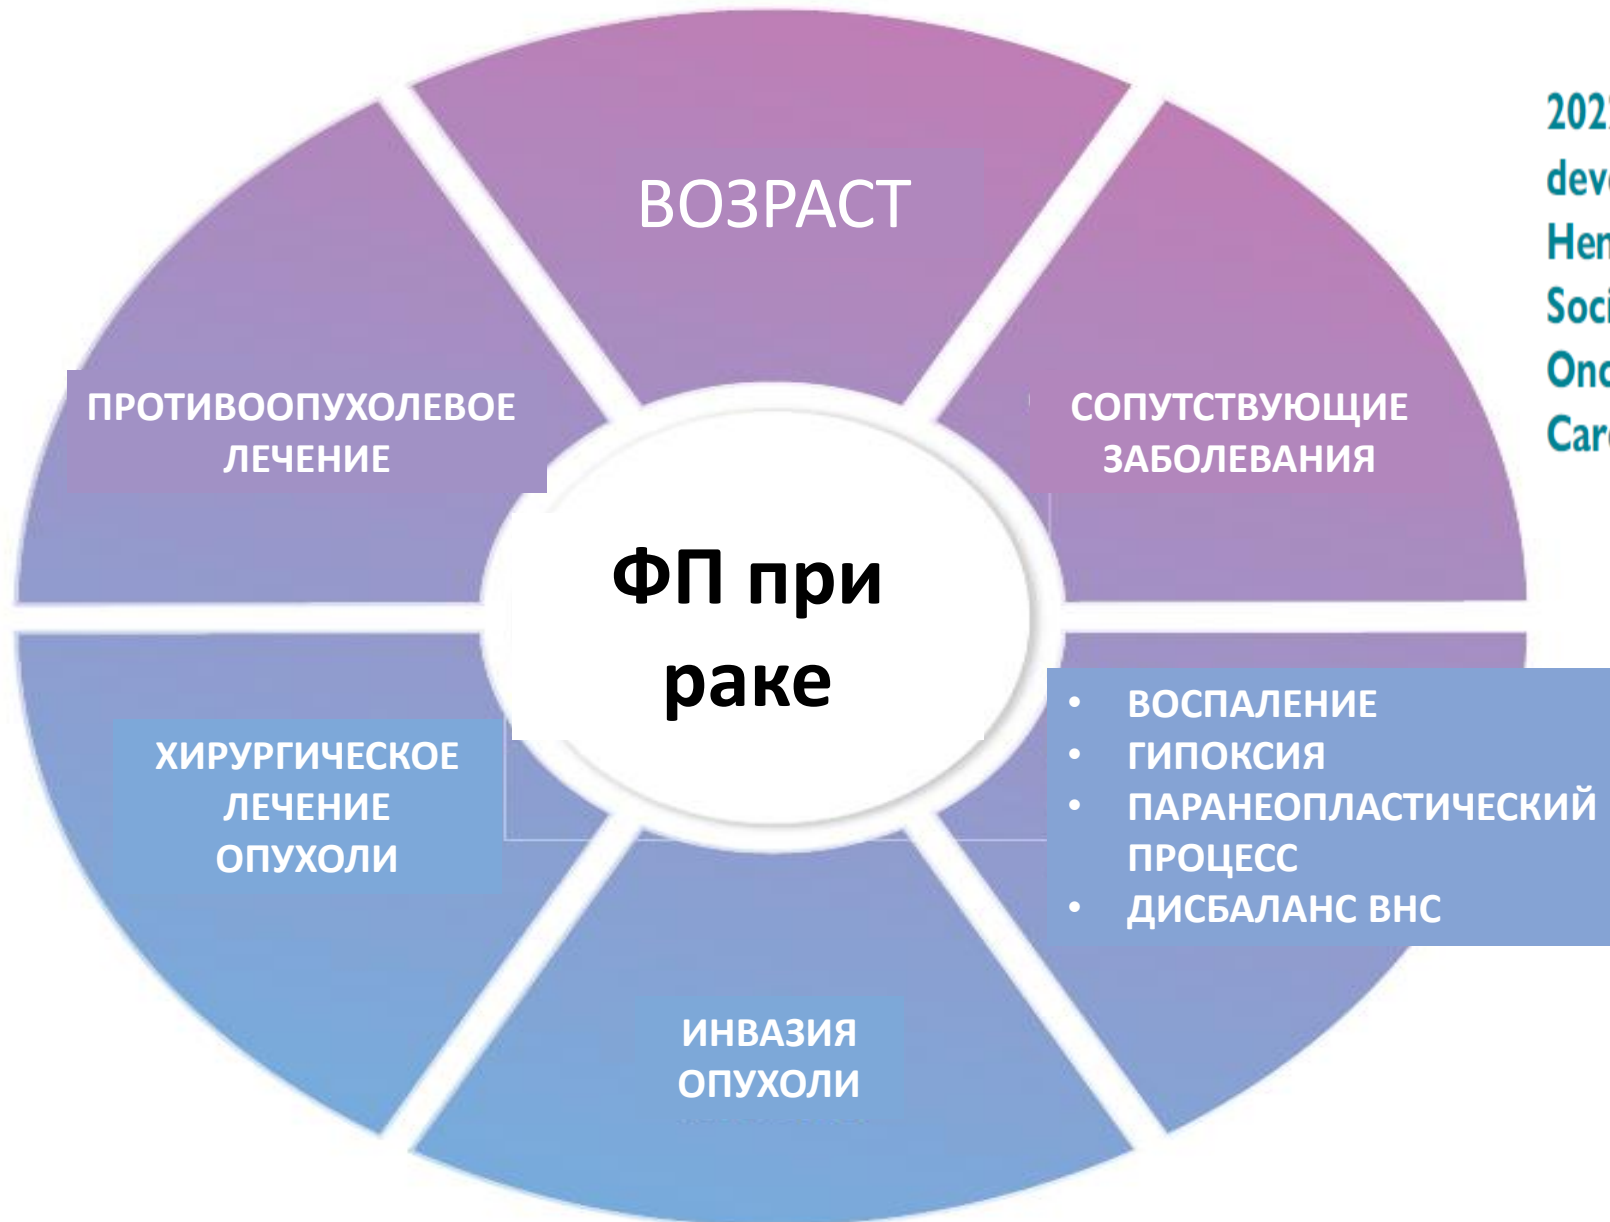 ВОЗРАСТ
ПРОТИВООПУХОЛЕВОЕ
ЛЕЧЕНИЕ
СОПУТСТВУЮЩИЕ
ЗАБОЛЕВАНИЯ
ФП при
раке
• ВОСПАЛЕНИЕ
• ГИПОКСИЯ
• ПАРАНЕОПЛАСТИЧЕСКИЙ
ПРОЦЕСС
• ДИСБАЛАНС ВНС
ХИРУРГИЧЕСКОЕ
ЛЕЧЕНИЕ
ОПУХОЛИ
ИНВАЗИЯ
ОПУХОЛИ